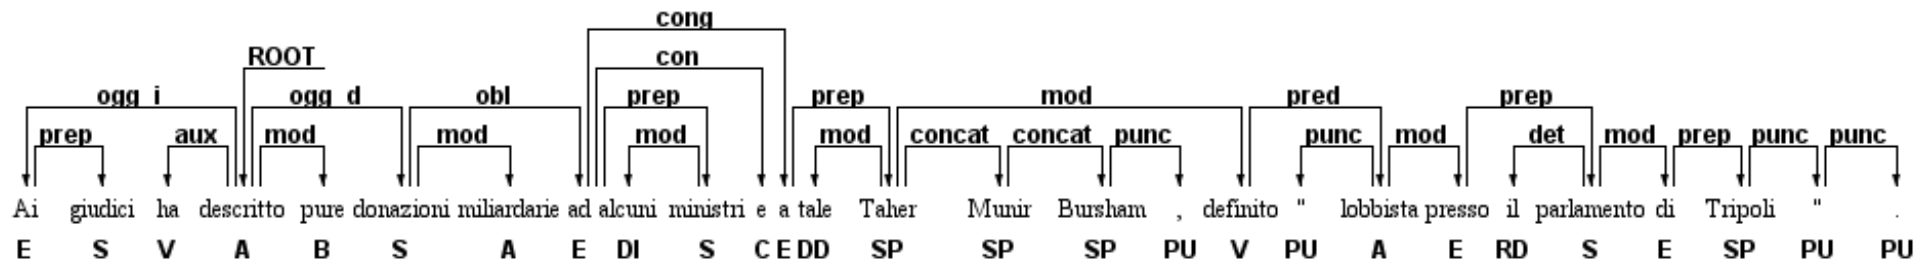 cong
ROOT con
ogg_i ogg_d obl prep prep mod pred prep
prep aux mod mod mod mod concat concat punc punc mod det mod prep punc punc
Ai giudici ha descritto pure donazioni miliardarie ad alcuni ministri e a tale Taher Munir Bursham , definito " lobbista presso il parlamento di Tripoli " .
E S V A B S A E DI S C E DD SP SP SP PU V PU A E RD S E SP PU PU